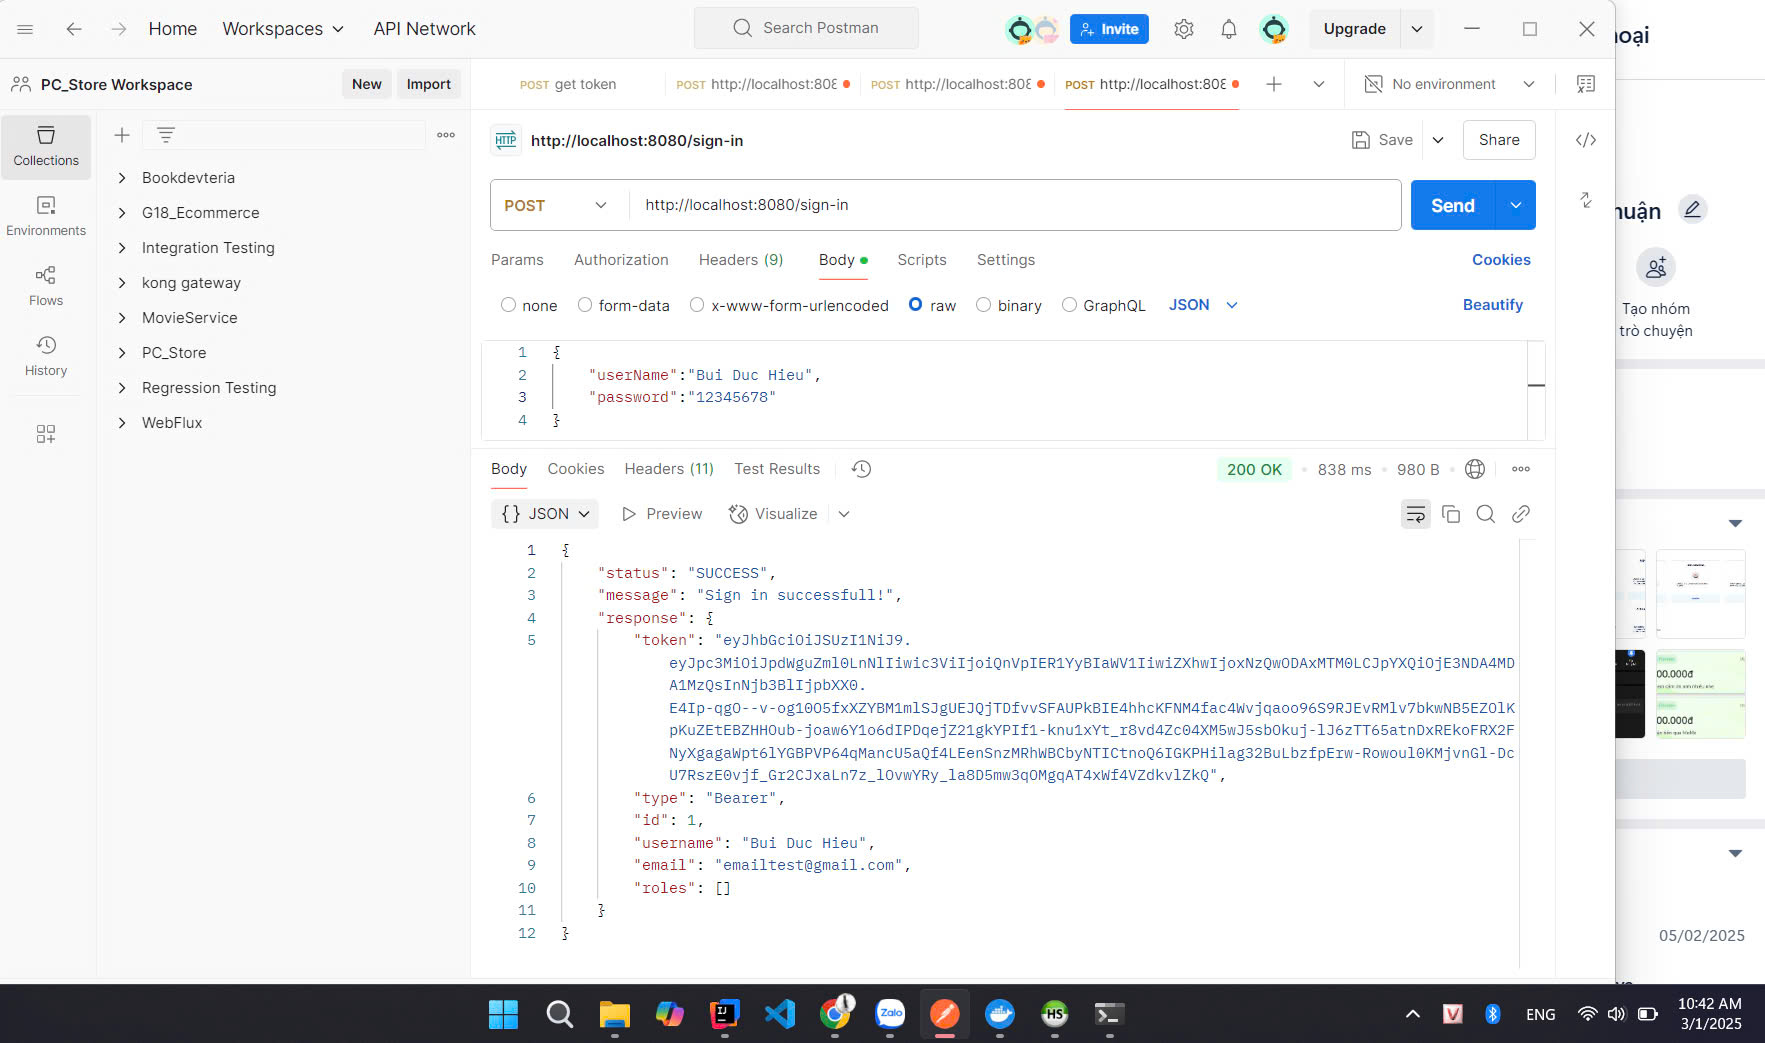 Home Workspaces API Network Search Postman Invite Upgrade
PC_Store Workspace New Import
POST get token POST http://localhost:808 POST http://localhost:808 POST http://localhost:808 No environment
Collections
Environments
Flows
History
Bookdevteria
G18_Ecommerce
Integration Testing
kong gateway
MovieService
PC_Store
Regression Testing
WebFlux
HTTP http://localhost:8080/sign-in Save Share
POST http://localhost:8080/sign-in Send
Params Authorization Headers (9) Body Scripts Settings Cookies
none form-data x-www-form-urlencoded raw binary GraphQL JSON Beautify
1 {
2 "userName":"Bui Duc Hieu",
3 "password":"12345678"
4 }
Body Cookies Headers (11) Test Results 200 OK 838 ms 980 B
{} JSON Preview Visualize
1 {
2 "status": "SUCCESS",
3 "message": "Sign in successfull!",
4 "response": {
5 "token": "eyJhbGciOiJSUzI1NiJ9.
eyJpc3MiOiJpdWguZml0LnNlIiwic3ViIjoiQnVpIER1YyBIaWV1IiwiZXhwIjoxNzQwODAxMTM0LCJpYXQiOjE3NDA4MD
A1MzQsInNjb3BlIjpbXX0.
E4Ip-qgO--v-og1005fxXZYBM1mlSJgUEJQjTDfvvSFAUPkBIE4hhcKFNM4fac4Wvjqaoo96S9RJEvRMlv7bkwNB5EZOlK
pKuZEtEBZHHOub-joaw6Y1o6dIPDqejZ21gkYPIf1-knu1xYt_r8vd4Zc04XM5wJ5sbOkuj-lJ6zTT65atnDxREkoFRX2F
NyXgagaWpt6lYGBPVP64qMancU5aQf4LEenSnzMRhWBCbyNTICtnoQ6IGKPHilag32BuLbzfpErw-Rowoul0KMjvnGl-Dc
U7RszE0vjf_Gr2CJxaLn7z_lOvwYRy_la8D5mw3qOMgqAT4xWf4VZdkvlZkQ",
6 "type": "Bearer",
7 "id": 1,
8 "username": "Bui Duc Hieu",
9 "email": "emailtest@gmail.com",
10 "roles": []
11 }
12 }
Tạo nhóm
trò chuyện
00.000đ
00.000đ
05/02/2025
Zalo
HS
ENG
10:42 AM
3/1/2025